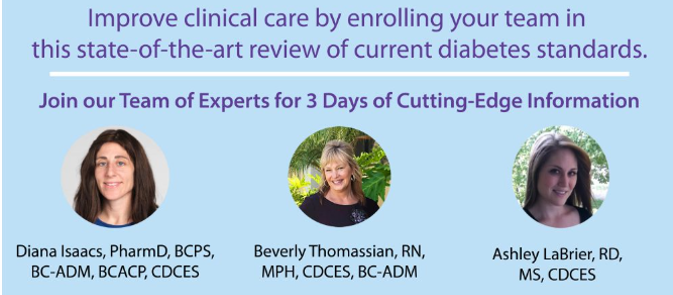 Improve clinical care by enrolling your team in
this state-of-the-art review of current diabetes standards.
Join our Team of Experts for 3 Days of Cutting-Edge Information
Diana Isaacs, PharmD, BCPS,
BC-ADM, BCACP, CDCES
Beverly Thomassian, RN,
MPH, CDCES, BC-ADM
Ashley LaBrier, RD,
MS, CDCES